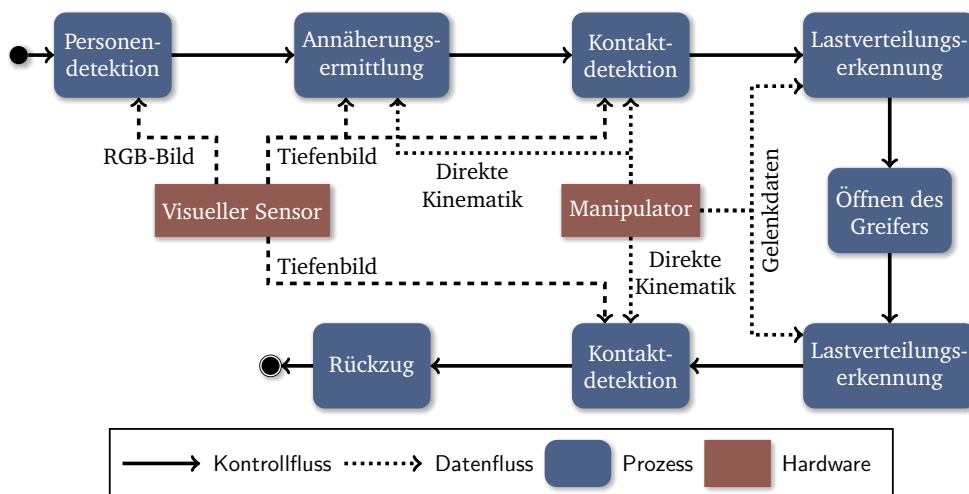 Personen-
detektion
Annäherungs-
ermittlung
Kontakt-
detektion
Lastverteilungs-
erkennung
RGB-Bild
Tiefenbild
Direkte
Kinematik
Gelenkdaten
Visueller Sensor
Manipulator
Öffnen des
Greifers
Tiefenbild
Direkte
Kinematik
Rückzug
Kontakt-
detektion
Lastverteilungs-
erkennung
Kontrollfluss
Datenfluss
Prozess
Hardware